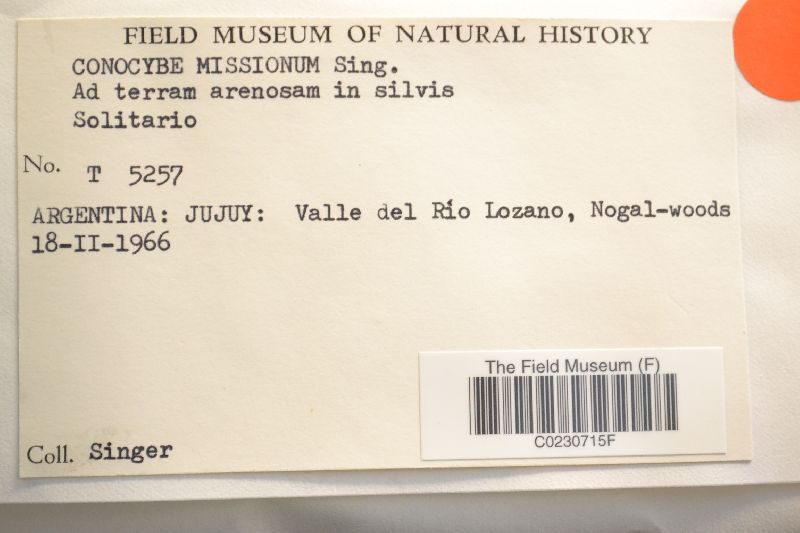 FIELD MUSEUM OF NATURAL HISTORY
CONOCYBE MISSIONUM Sing.
Ad terram arenosam in silvis
Solitario
No. T 5257
ARGENTINA: JUJUY: Valle del Río Lozano, Nogal-woods
18-II-1966
The Field Museum (F)
C0230715F
Coll. Singer